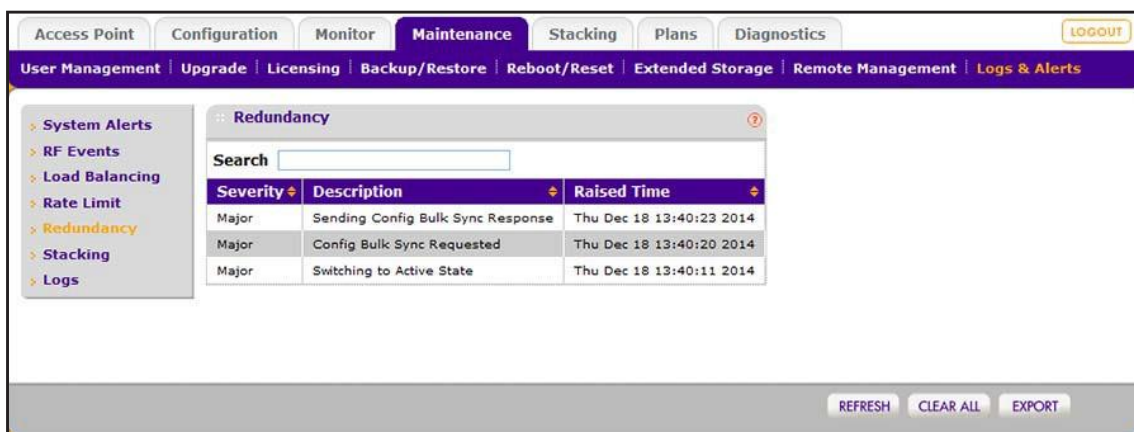 Access Point Configuration Monitor Maintenance Stacking Plans Diagnostics LOGOUT
User Management Upgrade Licensing Backup/Restore Reboot/Reset Extended Storage Remote Management Logs & Alerts
System Alerts
RF Events
Load Balancing
Rate Limit
Redundancy
Stacking
Logs
Redundancy ?
Search
Severity Description Raised Time
Major Sending Config Bulk Sync Response Thu Dec 18 13:40:23 2014
Major Config Bulk Sync Requested Thu Dec 18 13:40:20 2014
Major Switching to Active State Thu Dec 18 13:40:11 2014
REFRESH CLEAR ALL EXPORT